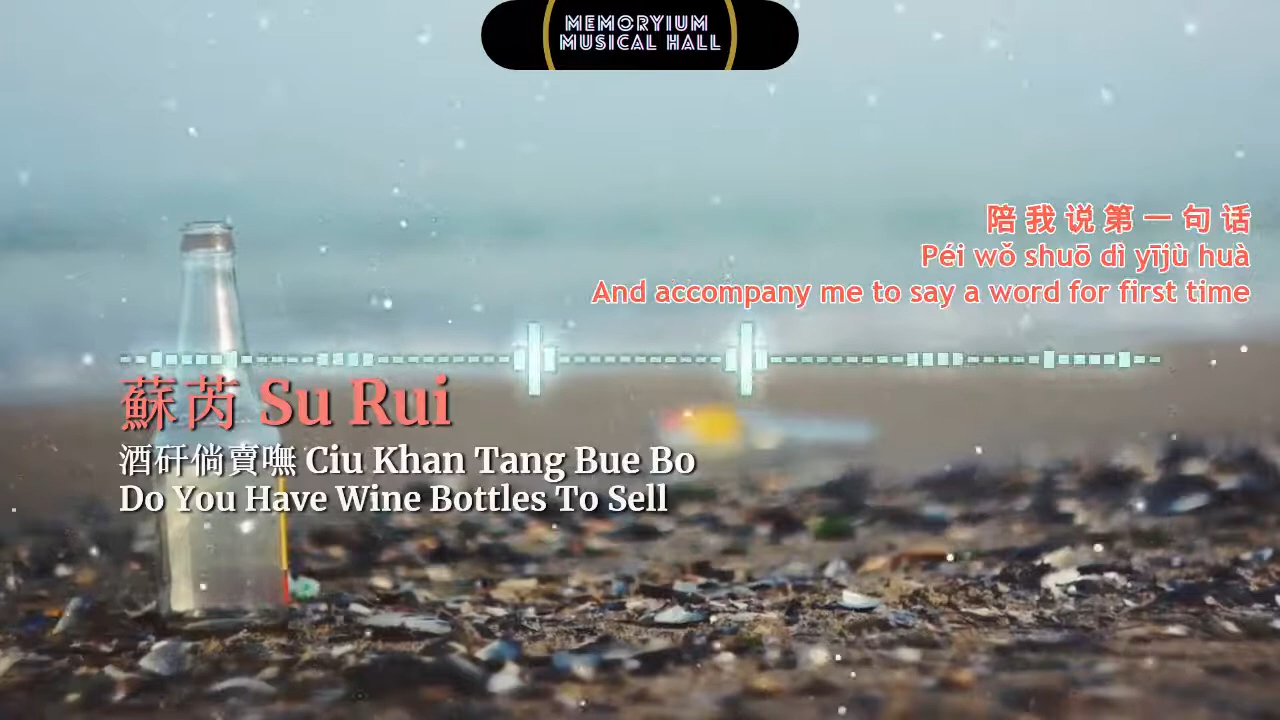 MEMORYIUM
MUSICAL HALL
陪我说第一句话
Péi wǒ shuō dì yījù huà
And accompany me to say a word for first time
蘇芮 Su Rui
酒矸倘賣嘸 Ciu Khan Tang Bue Bo
Do You Have Wine Bottles To Sell